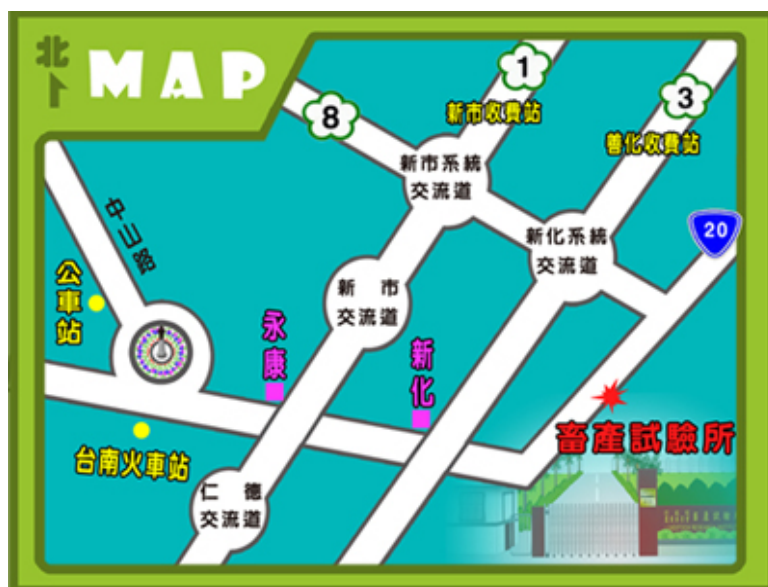 北
MAP
1
3
8
新市收費站
善化收費站
新市系統
交流道
20
中山路
新化系統
交流道
公車站
新市
交流道
永康
新化
畜產試驗所
台南火車站
仁德
交流道